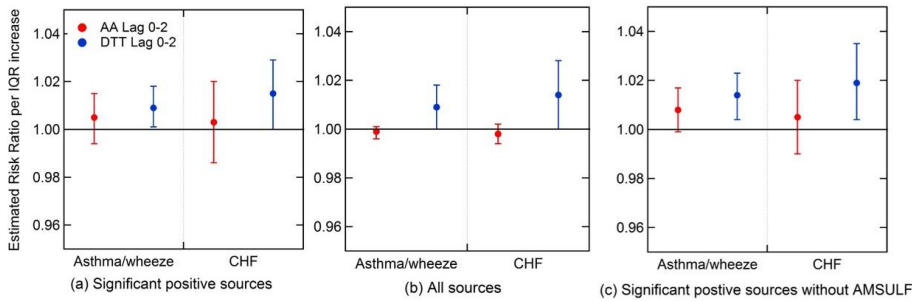 Estimated Risk Ratio per IQR increase
1.04
1.02
1.00
0.98
0.96
AA Lag 0-2
DTT Lag 0-2
Asthma/wheeze CHF
(a) Significant positive sources
1.04
1.02
1.00
0.98
0.96
Asthma/wheeze CHF
(b) All sources
1.04
1.02
1.00
0.98
0.96
Asthma/wheeze CHF
(c) Significant postive sources without AMSULF